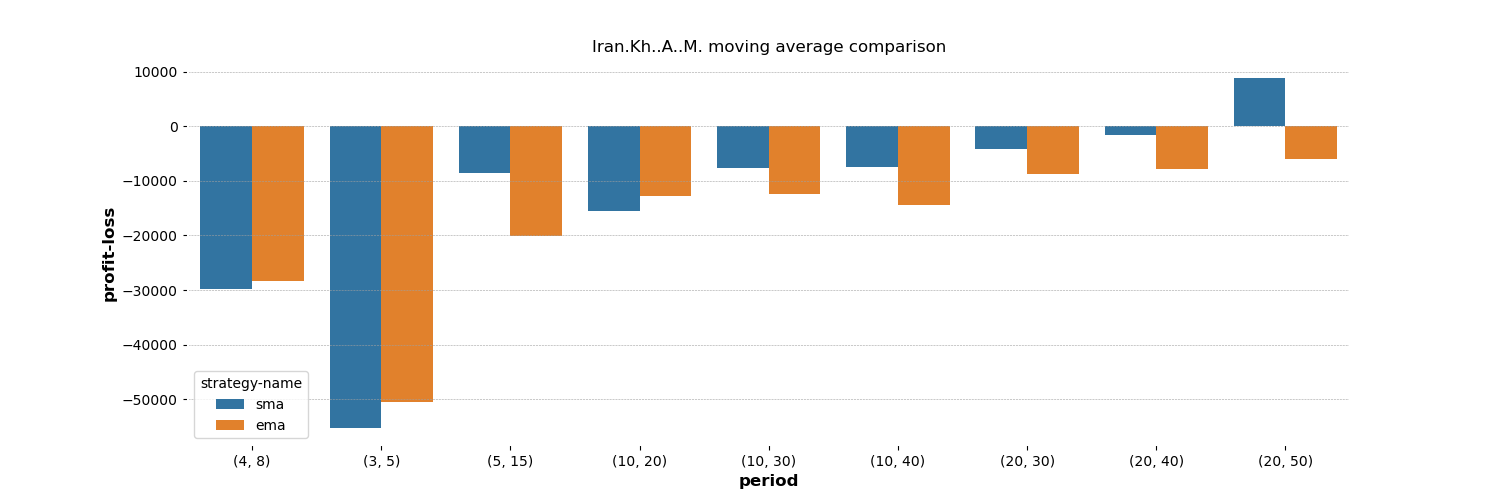 Iran.Kh..A..M. moving average comparison
10000
0
−10000
−20000
−30000
−40000
−50000
profit-loss
strategy-name
sma
ema
(4, 8) (3, 5) (5, 15) (10, 20) (10, 30) (10, 40) (20, 30) (20, 40) (20, 50)
period